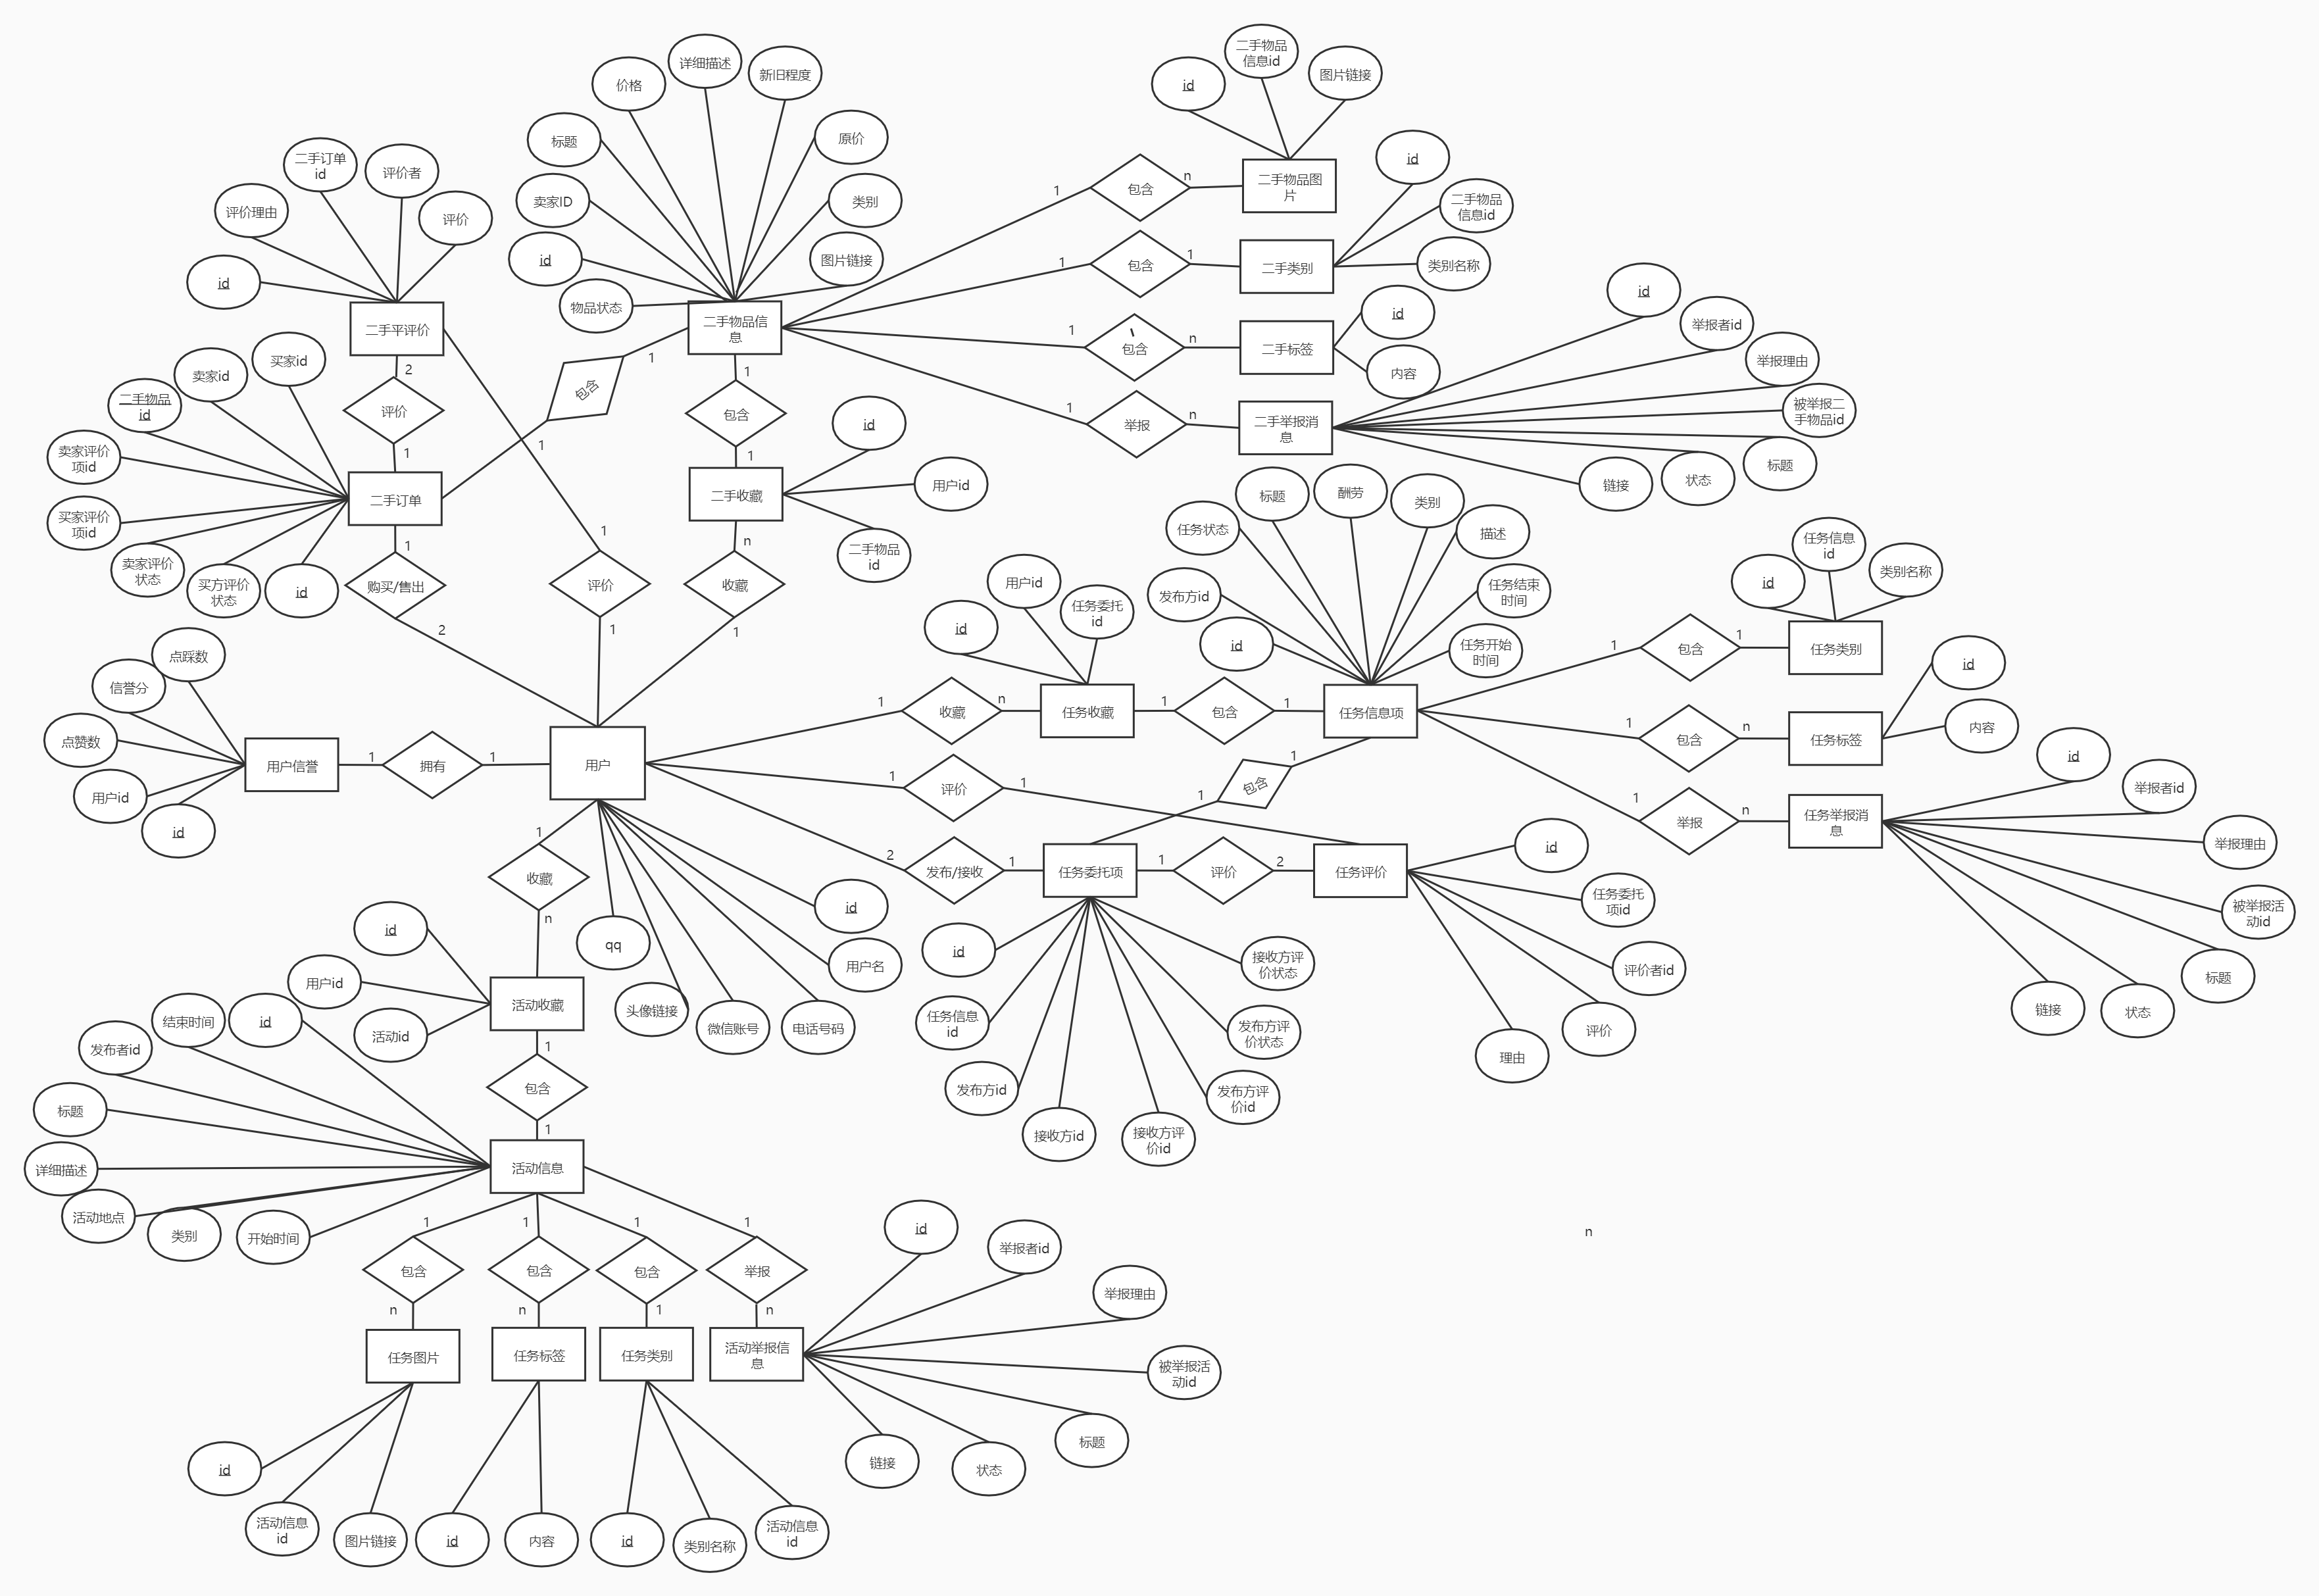 二手物品
信息id
id
图片链接
详细描述
新旧程度
价格
原价
标题
二手订单
id
评价者
评价理由
评价
id
卖家ID
类别
id
图片链接
物品状态
包含
1
n
二手物品图
片
id
二手物品
信息id
类别名称
包含
1
1
二手类别
id
内容
\
包含
1
n
二手标签
举报
1
n
二手举报消
息
id
举报者id
举报理由
被举报二
手物品id
标题
状态
链接
二手平评价
二手物品信
息
2
评价
1
包含
1
1
1
包含
1
二手收藏
id
用户id
二手物品
id
n
收藏
1
买家id
卖家id
二手物品
id
卖家评价
项id
买家评价
项id
卖家评价
状态
买方评价
状态
id
二手订单
1
购买/售出
2
1
评价
1
任务状态
标题
酬劳
类别
描述
任务结束
时间
任务开始
时间
发布方id
id
用户id
任务委托
id
id
任务信息
id
id
类别名称
点踩数
信誉分
点赞数
用户id
id
用户信誉
1
拥有
1
用户
1
收藏
n
任务收藏
1
包含
1
任务信息项
1
包含
1
任务类别
1
包含
n
任务标签
id
内容
1
举报
n
任务举报消
息
id
举报者id
举报理由
被举报活
动id
标题
状态
链接
1
评价
1
1
包含
1
2
发布/接收
1
任务委托项
1
评价
2
任务评价
id
任务委托
项id
评价者id
评价
理由
id
任务信息
id
发布方id
接收方id
接收方评
价id
发布方评
价id
发布方评
价状态
接收方评
价状态
qq
头像链接
微信账号
电话号码
用户名
id
1
收藏
n
活动收藏
id
用户id
活动id
1
包含
1
id
结束时间
发布者id
标题
详细描述
活动地点
类别
开始时间
活动信息
1
1
1
1
包含
包含
包含
举报
n
n
1
n
任务图片
任务标签
任务类别
活动举报信
息
id
举报者id
举报理由
被举报活
动id
标题
状态
链接
n
id
活动信息
id
图片链接
id
内容
id
类别名称
活动信息
id